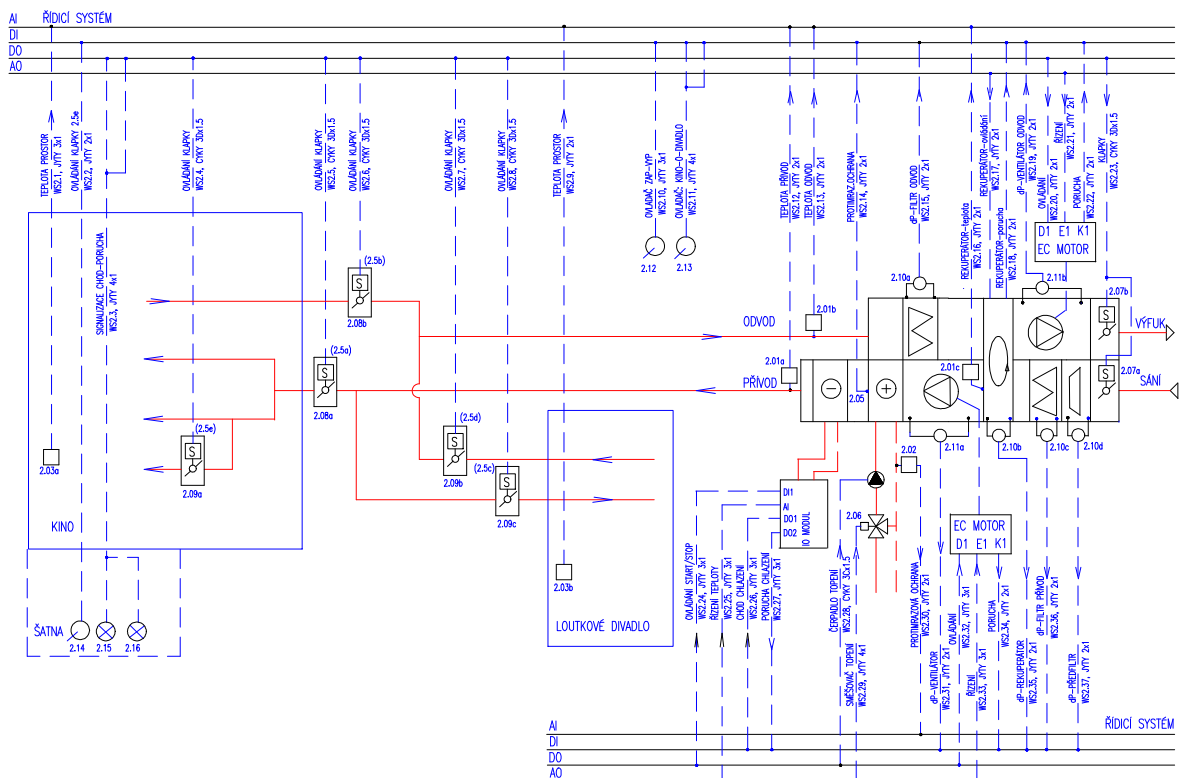 AI
ŘÍDICÍ SYSTÉM
DI
DO
AO
TEPLOTA PROSTOR
WS2.1, JYTY 3x1
OVLÁDÁNÍ KLAPKY 2.5e
WS2.2, JYTY 2x1
SIGNALIZACE CHOD-PORUCHA
WS2.3, JYTY 4x1
OVLÁDÁNÍ KLAPKY
WS2.4, CYKY 3Dx1.5
OVLÁDÁNÍ KLAPKY
WS2.5, CYKY 3Dx1.5
OVLÁDÁNÍ KLAPKY
WS2.6, CYKY 3Dx1.5
OVLÁDÁNÍ KLAPKY
WS2.7, CYKY 3Dx1.5
OVLÁDÁNÍ KLAPKY
WS2.8, CYKY 3Dx1.5
TEPLOTA PROSTOR
WS2.9, JYTY 2x1
OVLADAČ ZAP-VYP
WS2.10, JYTY 3x1
OVLADAČ KINO-0-DIVADLO
WS2.11, JYTY 4x1
TEPLOTA PŘÍVOD
WS2.12, JYTY 2x1
TEPLOTA ODVOD
WS2.13, JYTY 2x1
PROTIMRAZ.OCHRANA
WS2.14, JYTY 2x1
dP-FILTR ODVOD
WS2.15, JYTY 2x1
REKUPERÁTOR-teplota
WS2.16, JYTY 2x1
REKUPERÁTOR-ovládání
WS2.17, JYTY 2x1
REKUPERÁTOR-porucha
WS2.18, JYTY 2x1
dP-VENTILÁTOR ODVOD
WS2.19, JYTY 2x1
OVLÁDÁNÍ
WS2.20, JYTY 2x1
ŘÍZENÍ
WS2.21, JYTY 2x1
PORUCHA
WS2.22, JYTY 2x1
KLAPKY
WS2.23, CYKY 3Dx1.5
2.12
2.13
D1 E1 K1
EC MOTOR
(2.5b)
S
2.08b
2.10a
2.11b
2.07b
S
2.01b
ODVOD
VÝFUK
(2.5a)
S
2.08a
2.01a
PŘÍVOD
2.05
2.01c
2.07a
S
SÁNÍ
(2.5e)
S
2.09a
(2.5d)
S
2.09b
(2.5c)
S
2.09c
2.03a
KINO
2.11a
2.10b
2.10c
2.10d
2.02
2.06
DI1
AI
DO1
DO2
IO MODUL
EC MOTOR
D1 E1 K1
2.03b
LOUTKOVÉ DIVADLO
ŠATNA
2.14
2.15
2.16
OVLÁDÁNÍ START/STOP
WS2.24, JYTY 3x1
ŘÍZENÍ TEPLOTY
WS2.25, JYTY 3x1
CHOD CHLAZENÍ
WS2.26, JYTY 3x1
PORUCHA CHLAZENÍ
WS2.27, JYTY 3x1
ČERPADLO TOPENÍ
WS2.28, CYKY 3Cx1.5
SMĚŠOVAČ TOPENÍ
WS2.29, JYTY 4x1
PROTIMRAZOVÁ OCHRANA
WS2.30, JYTY 2x1
dP-VENTILÁTOR
WS2.31, JYTY 2x1
OVLÁDÁNÍ
WS2.32, JYTY 3x1
ŘÍZENÍ
WS2.33, JYTY 3x1
PORUCHA
WS2.34, JYTY 2x1
dP-REKUPERÁTOR
WS2.35, JYTY 2x1
dP-FILTR PŘÍVOD
WS2.36, JYTY 2x1
dP-PŘEDFILTR
WS2.37, JYTY 2x1
AI
ŘÍDICÍ SYSTÉM
DI
DO
AO